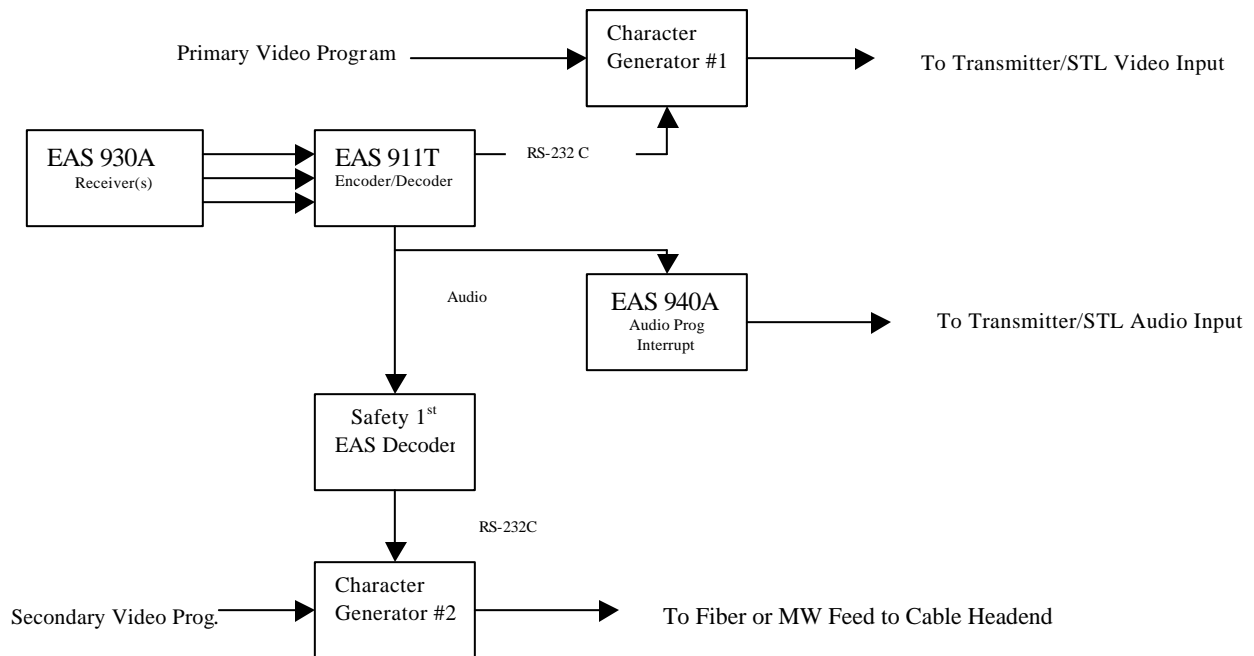 Character
Generator #1
Primary Video Program
To Transmitter/STL Video Input
EAS 930A
Receiver(s)
EAS 911T
Encoder/Decoder
RS-232 C
Audio
EAS 940A
Audio Prog
Interrupt
To Transmitter/STL Audio Input
Safety 1st
EAS Decoder
RS-232C
Character
Generator #2
Secondary Video Prog.
To Fiber or MW Feed to Cable Headend